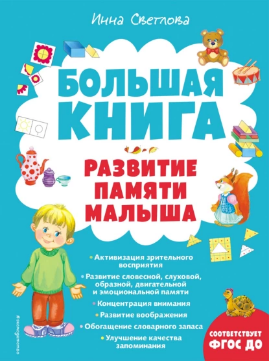 Инна Светлова
БОЛЬШАЯ
КНИГА
РАЗВИТИЕ
ПАМЯТИ
МАЛЫША
• Активизация зрительного
восприятия
• Развитие словесной, слуховой,
образной, двигательной
и эмоциональной памяти
• Концентрация внимания
• Развитие воображения
• Обогащение словарного запаса
• Улучшение качества
запоминания
СООТВЕТСТВУЕТ
ФГОС ДО